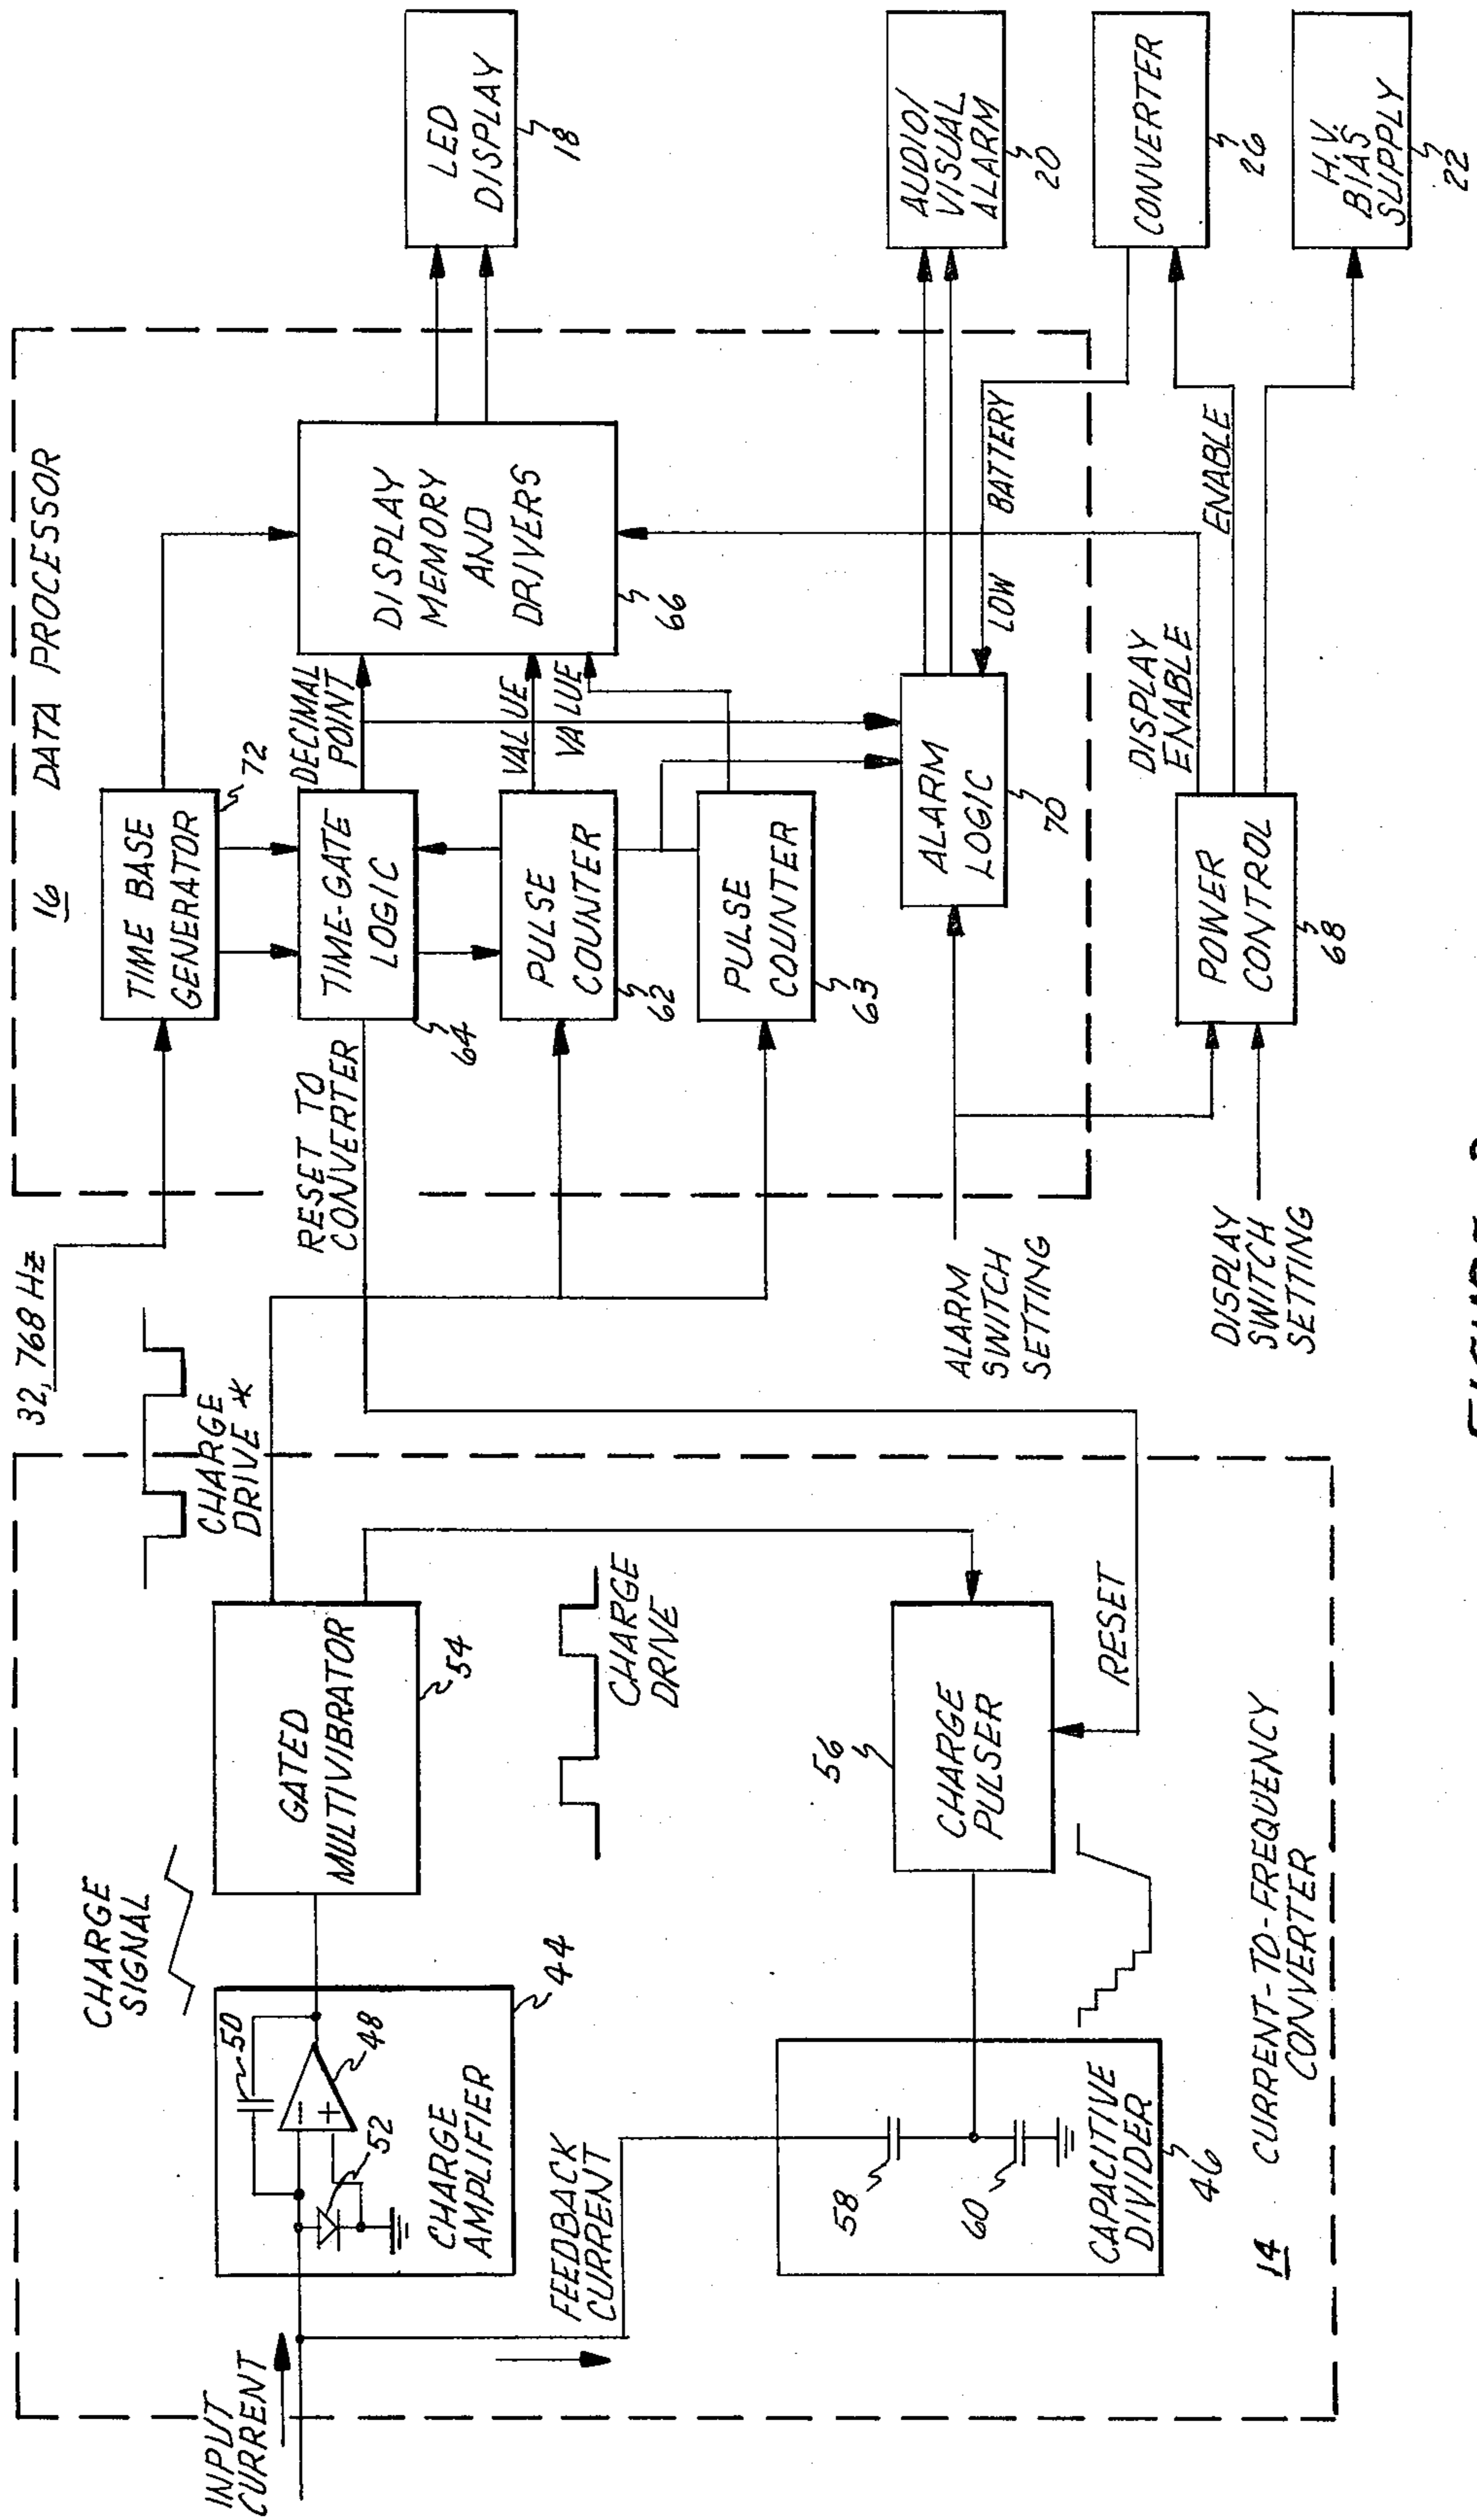 32,768 Hz
16 DATA PROCESSOR
TIME BASE
GENERATOR
72
TIME-GATE
LOGIC
64
DECIMAL
POINT
PULSE
COUNTER
62
VALUE
VALUE
PULSE
COUNTER
63
DISPLAY
MEMORY
AND
DRIVERS
66
LED
DISPLAY
18
RESET TO
CONVERTER
ALARM
SWITCH
SETTING
ALARM
LOGIC
70
LOW BATTERY
AUDIO/
VISUAL
ALARM
20
CONVERTER
26
H.V.
BIAS
SUPPLY
22
DISPLAY
SWITCH
SETTING
POWER
CONTROL
68
DISPLAY
ENABLE
ENABLE
INPUT
CURRENT
CHARGE
SIGNAL
50
48
52
CHARGE
AMPLIFIER
44
GATED
MULTIVIBRATOR
54
CHARGE
DRIVE *
CHARGE
DRIVE
FEEDBACK
CURRENT
58
60
CAPACITIVE
DIVIDER
46
56
CHARGE
PULSER
RESET
14 CURRENT-TO-FREQUENCY
CONVERTER